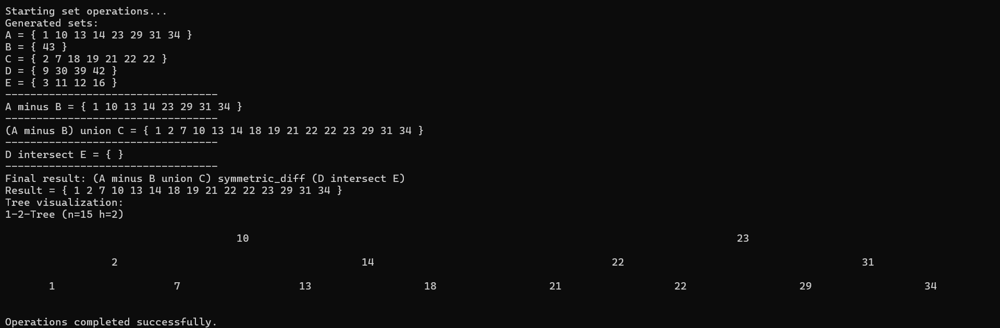 Starting set operations...
Generated sets:
A = { 1 10 13 14 23 29 31 34 }
B = { 43 }
C = { 2 7 18 19 21 22 22 }
D = { 9 30 39 42 }
E = { 3 11 12 16 }
----------------------------------
A minus B = { 1 10 13 14 23 29 31 34 }
----------------------------------
(A minus B) union C = { 1 2 7 10 13 14 18 19 21 22 22 23 29 31 34 }
----------------------------------
D intersect E = { }
----------------------------------
Final result: (A minus B union C) symmetric_diff (D intersect E)
Result = { 1 2 7 10 13 14 18 19 21 22 22 23 29 31 34 }
Tree visualization:
1-2-Tree (n=15 h=2)
10 23
2 14 22 31
1 7 13 18 21 22 29 34
Operations completed successfully.